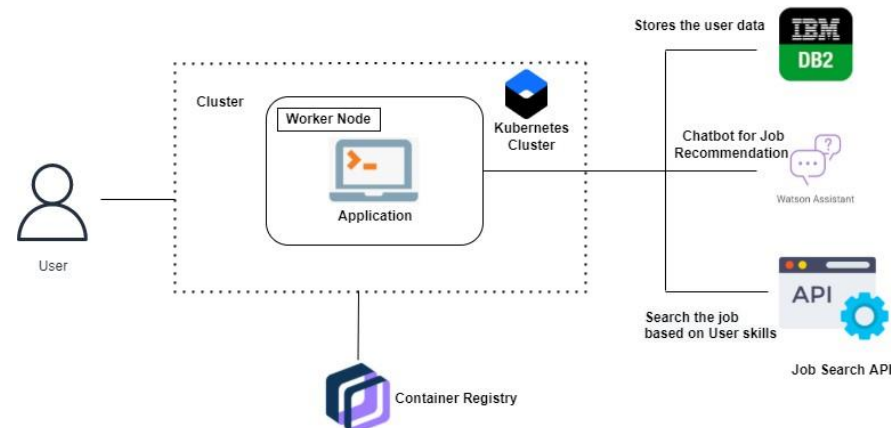 Stores the user data
IBM
DB2
Cluster
Worker Node
Kubernetes
Cluster
Application
Chatbot for Job
Recommendation
?
Watson Assistant
User
API
Search the job
based on User skills
Job Search API
Container Registry